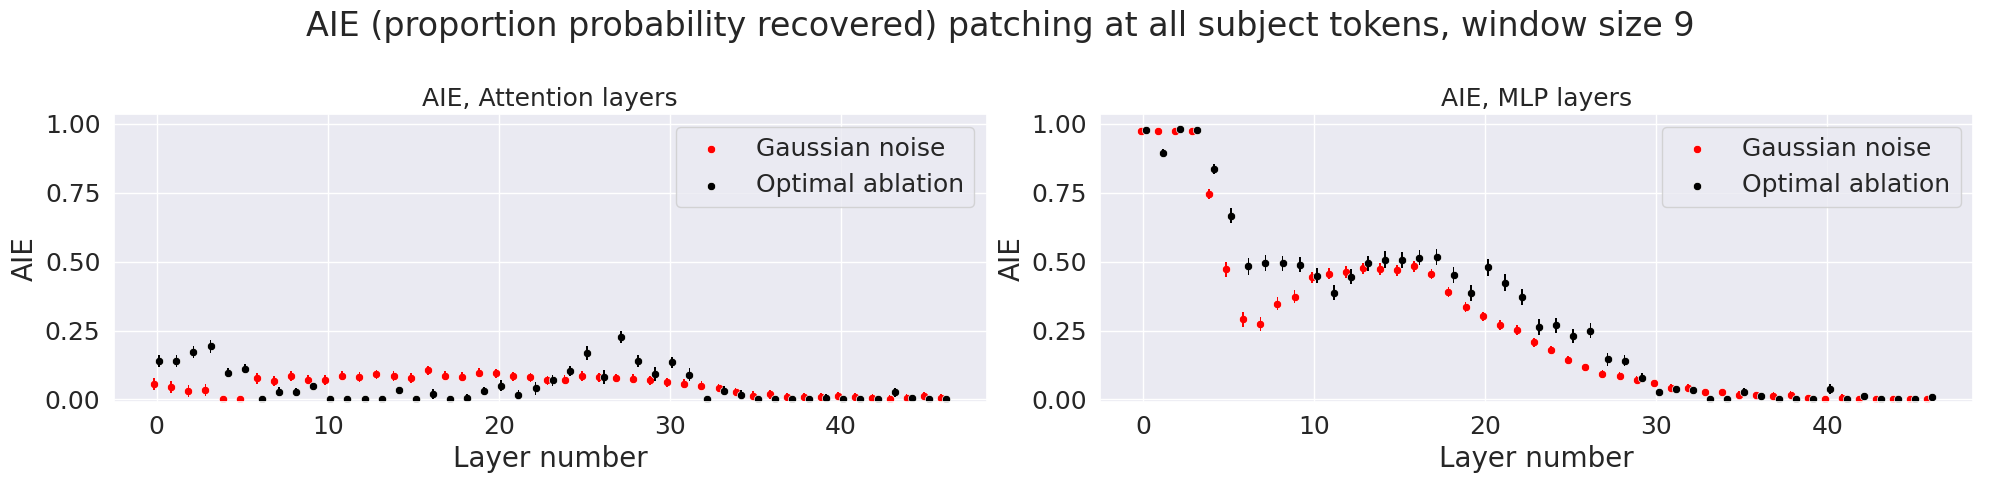 AIE (proportion probability recovered) patching at all subject tokens, window size 9
AIE, Attention layers
1.00
0.75
0.50
0.25
0.00
AIE
Gaussian noise
Optimal ablation
0 10 20 30 40
Layer number
AIE, MLP layers
1.00
0.75
0.50
0.25
0.00
AIE
Gaussian noise
Optimal ablation
0 10 20 30 40
Layer number